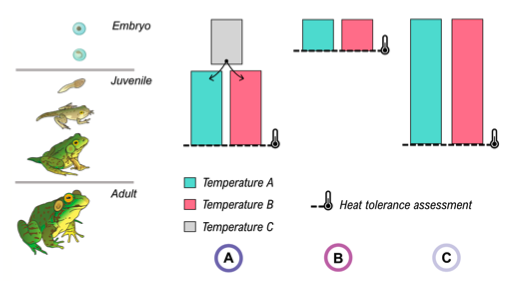 Embryo
Juvenile
Adult
Temperature A
Temperature B
Temperature C
Heat tolerance assessment
A
B
C